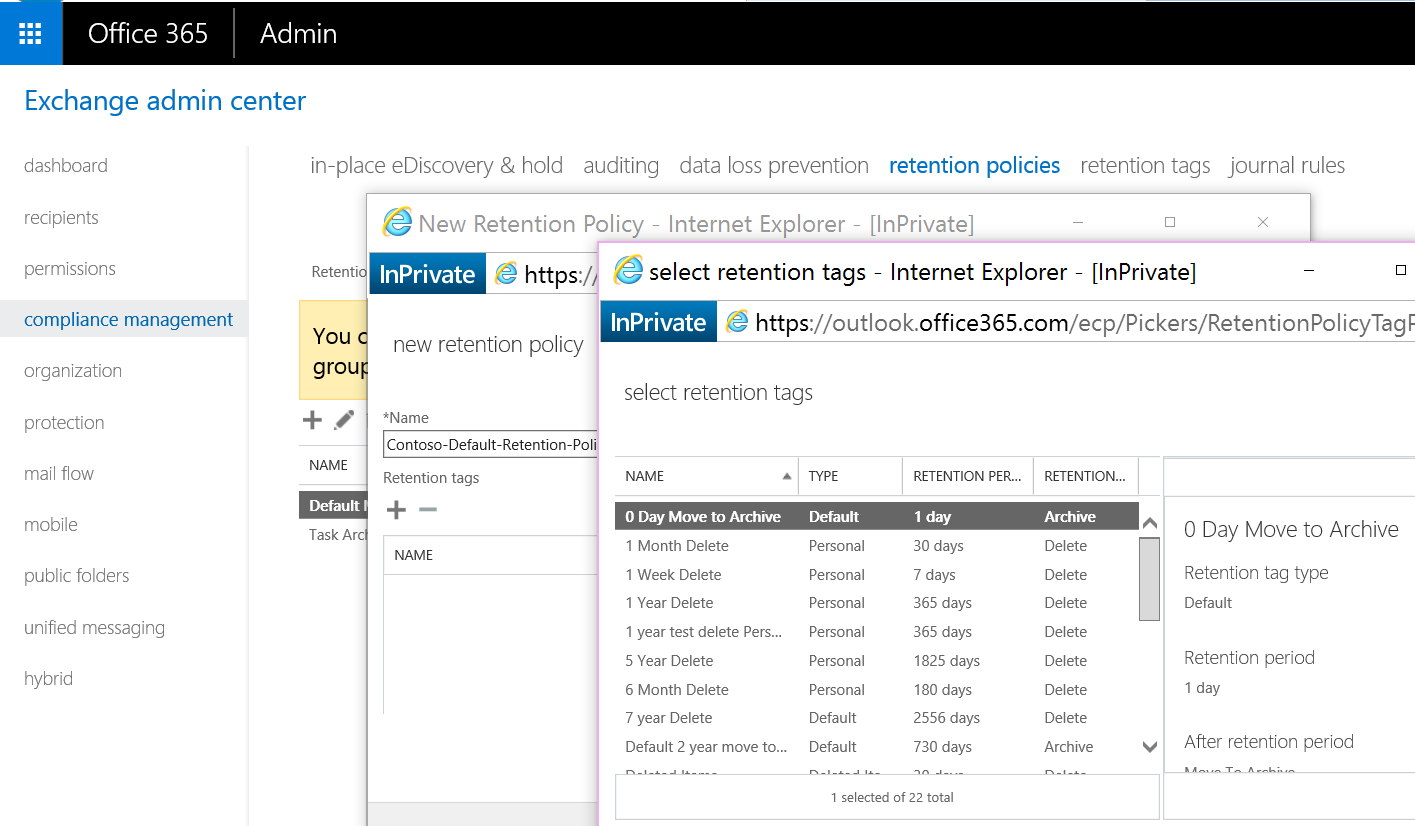 Office 365 Admin
Exchange admin center
dashboard
recipients
permissions
compliance management
organization
protection
mail flow
mobile
public folders
unified messaging
hybrid
in-place eDiscovery & hold auditing data loss prevention retention policies retention tags journal rules
You
group
NAME
Default
Task
New Retention Policy - Internet Explorer - [InPrivate]
InPrivate https:/
new retention policy
*Name
Contoso-Default-Retention-Poli
Retention tags
NAME
select retention tags - Internet Explorer - [InPrivate]
InPrivate https://outlook.office365.com/ecp/Pickers/RetentionPolicyTagP
select retention tags
NAME TYPE RETENTION PER... RETENTION...
0 Day Move to Archive Default 1 day Archive
1 Month Delete Personal 30 days Delete
1 Week Delete Personal 7 days Delete
1 Year Delete Personal 365 days Delete
1 year test delete Pers... Personal 365 days Delete
5 Year Delete Personal 1825 days Delete
6 Month Delete Personal 180 days Delete
7 year Delete Default 2556 days Delete
Default 2 year move to... Default 730 days Archive
1 selected of 22 total
0 Day Move to Archive
Retention tag type
Default
Retention period
1 day
After retention period
Move To Archive